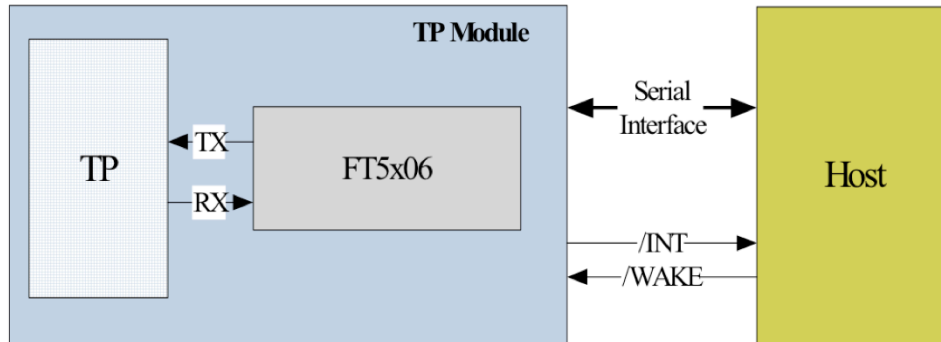 TP Module
TP
TX
RX
FT5x06
Serial
Interface
/INT
/WAKE
Host